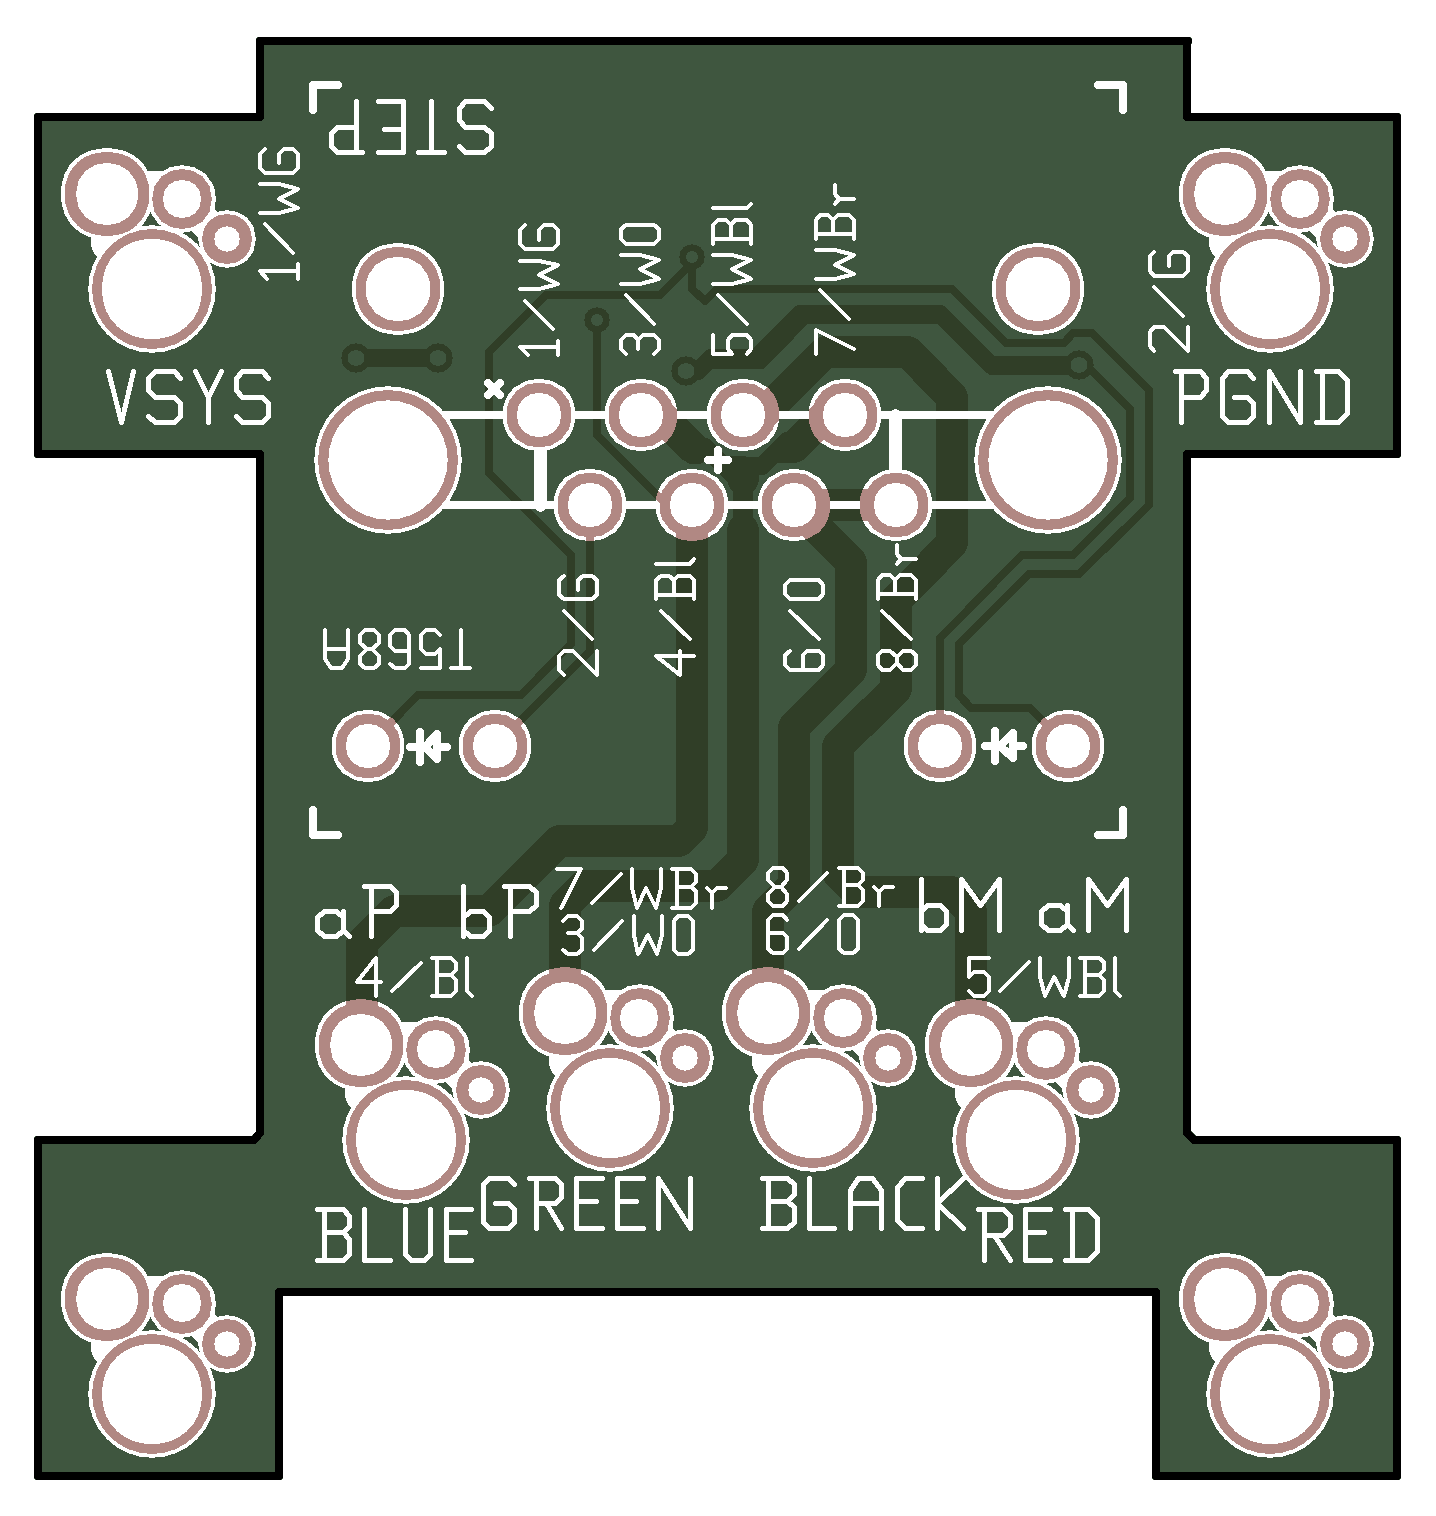 STEP
1/WG
1/WG
3/WO
5/WBl
7/WBr
2/G
VSYS
PGND
2/G
4/Bl
6/O
8/Br
T568A
aP
bP
7/WBr
3/WO
8/Br
6/O
bM
aM
4/Bl
5/WBl
GREEN
BLACK
BLUE
RED